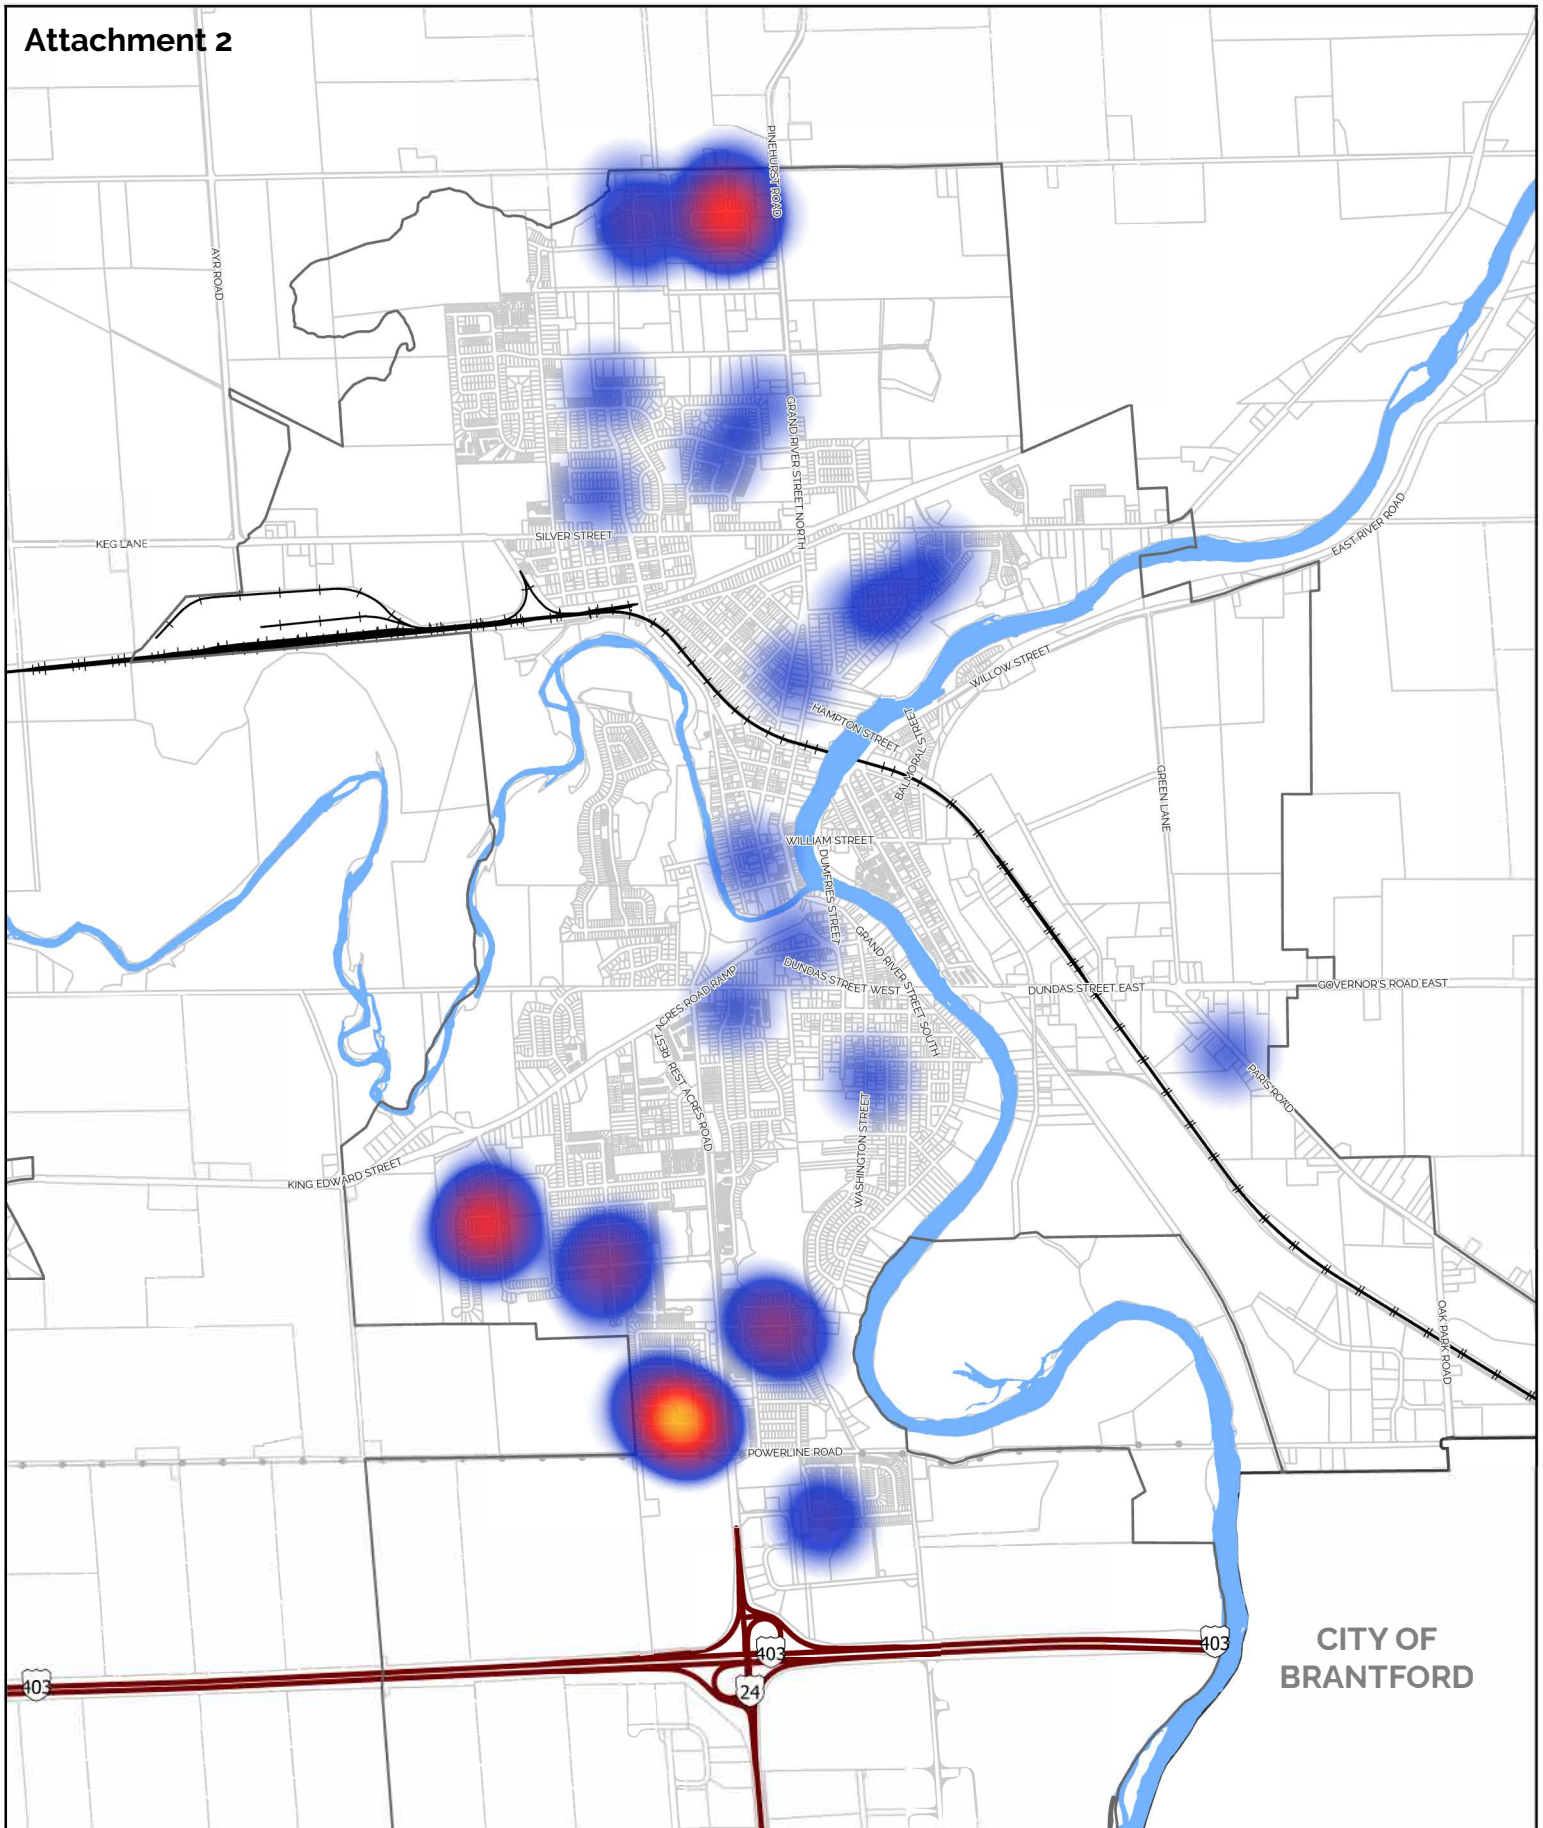 Attachment 2
PINEHURST ROAD
AYR ROAD
GRAND RIVER STREET NORTH
KEG LANE
SILVER STREET
EAST RIVER ROAD
WILLOW STREET
HAMPTON STREET
BALMORAL STREET
GREEN LANE
WILLIAM STREET
DUMFRIES STREET
GRAND RIVER STREET SOUTH
DUNDAS STREET WEST
DUNDAS STREET EAST
GOVERNOR'S ROAD EAST
REST ACRES ROAD RAMP
REST ACRES ROAD
PARIS ROAD
WASHINGTON STREET
KING EDWARD STREET
OAK PARK ROAD
POWERLINE ROAD
403
403
403
24
CITY OF
BRANTFORD